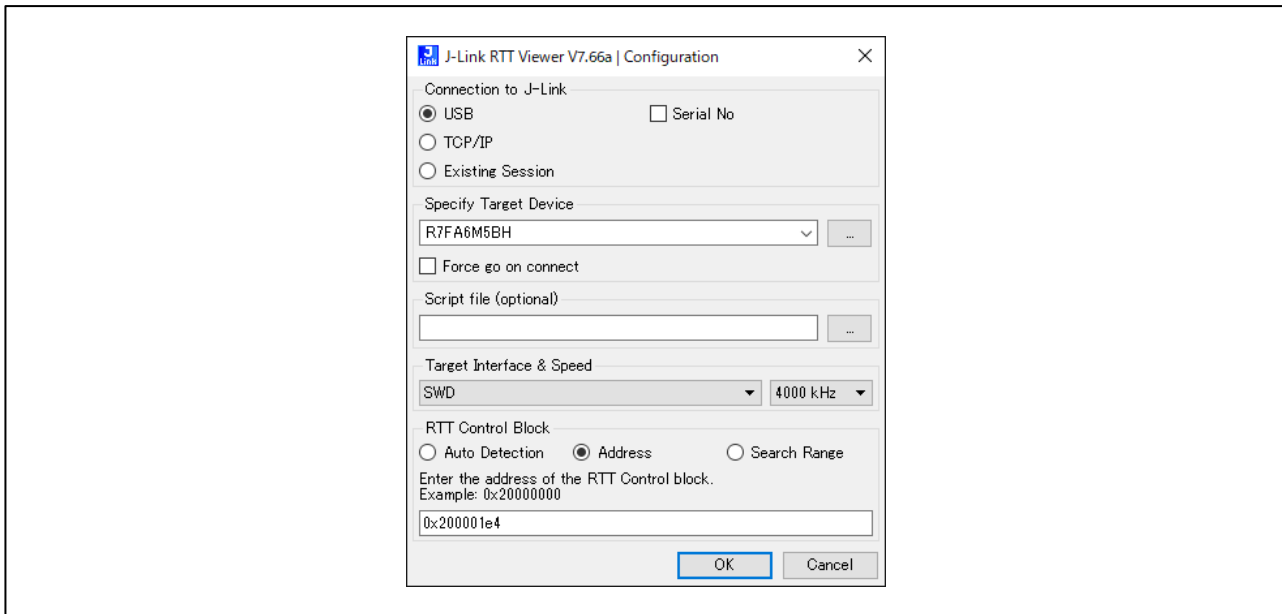 J-Link RTT Viewer V7.66a | Configuration
Connection to J-Link
USB Serial No
TCP/IP
Existing Session
Specify Target Device
R7FA6M5BH ...
Force go on connect
Script file (optional)
...
Target Interface & Speed
SWD 4000 kHz
RTT Control Block
Auto Detection Address Search Range
Enter the address of the RTT Control block.
Example: 0x20000000
0x200001e4
OK Cancel